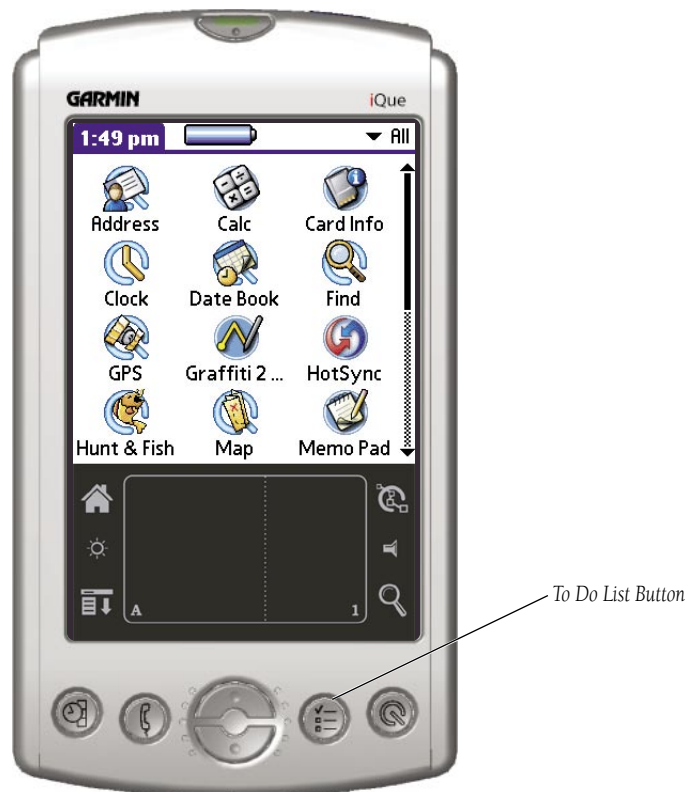 GARMIN iQue
1:49 pm All
Address Calc Card Info
Clock Date Book Find
GPS Graffiti 2 ... HotSync
Hunt & Fish Map Memo Pad
A 1
To Do List Button